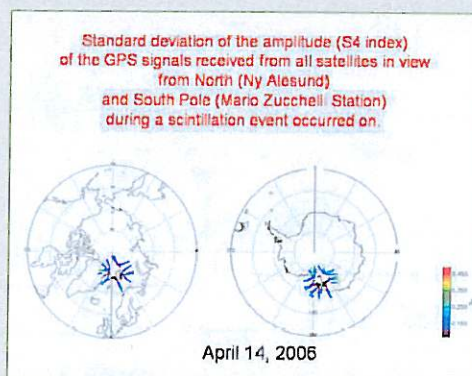 Standard deviation of the amplitude (S4 index)
of the GPS signals received from all satellites in view
from North (Ny Alesund)
and South Pole (Mario Zucchelli Station)
during a scintillation event occurred on.
April 14, 2006